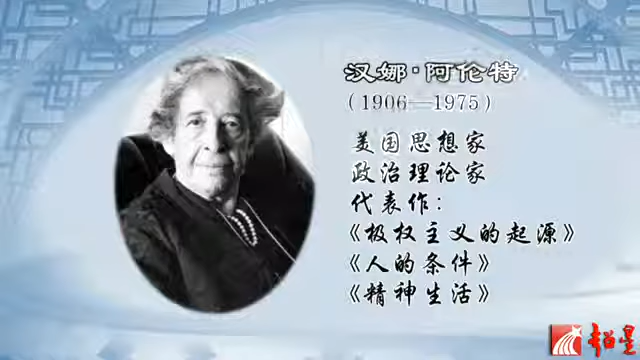 汉娜·阿伦特
（1906—1975）
美国思想家
政治理论家
代表作：
《极权主义的起源》
《人的条件》
《精神生活》
超星